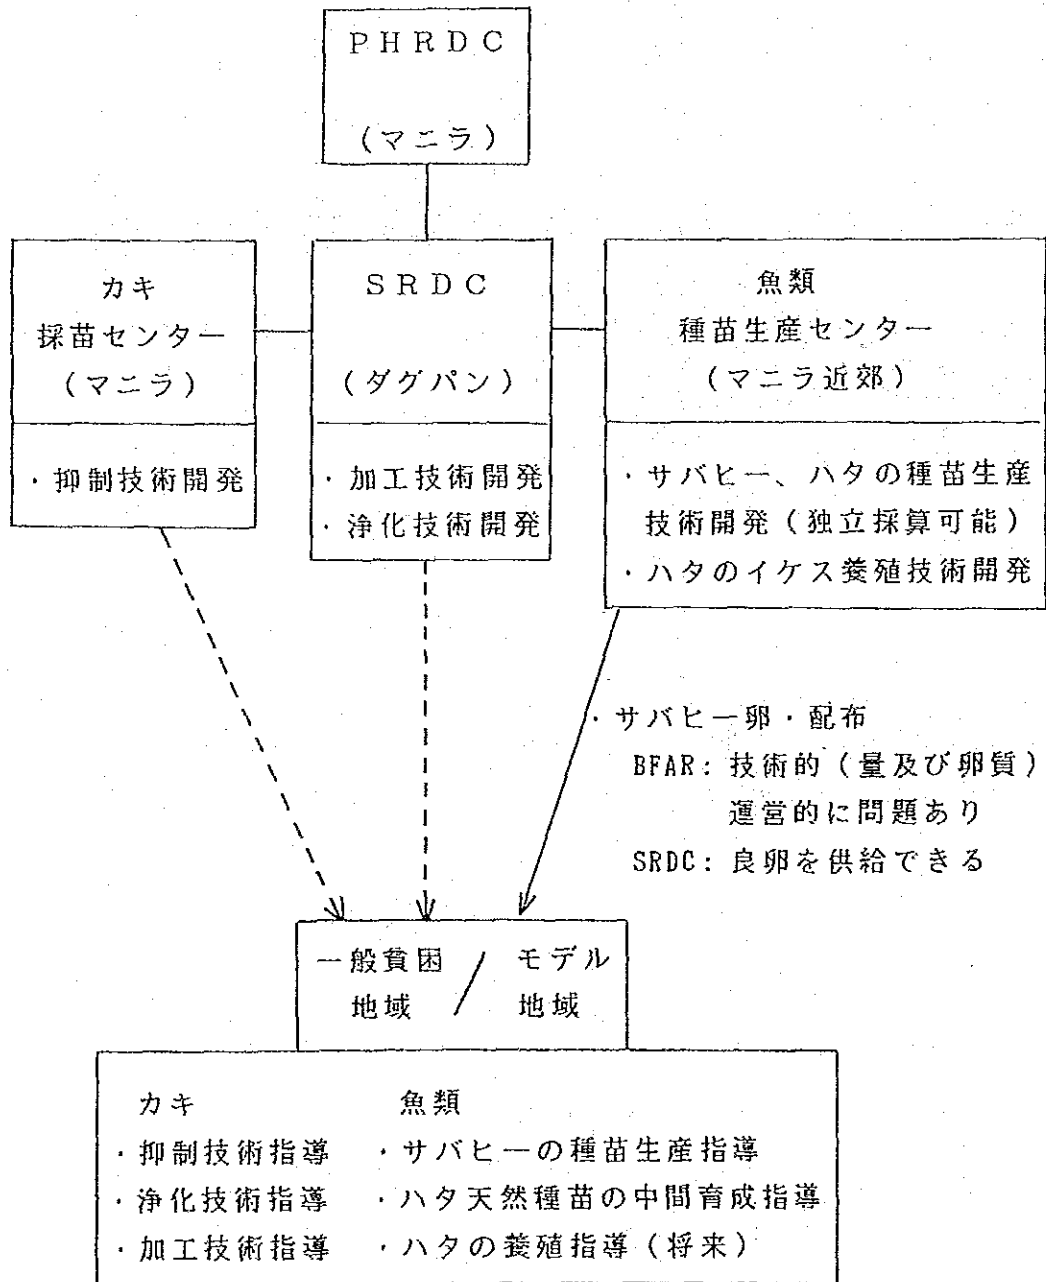 PHRDC
(マニラ)
カキ
採苗センター
(マニラ)
・抑制技術開発
SRDC
(ダグパン)
・加工技術開発
・浄化技術開発
魚類
種苗生産センター
(マニラ近郊)
・サバヒー、ハタの種苗生産
技術開発(独立採算可能)
・ハタのイケス養殖技術開発
・サバヒー卵・配布
BFAR: 技術的(量及び卵質)
運営的に問題あり
SRDC: 良卵を供給できる
一般貧困 / モデル
地域 地域
カキ
・抑制技術指導
・浄化技術指導
・加工技術指導
魚類
・サバヒーの種苗生産指導
・ハタ天然種苗の中間育成指導
・ハタの養殖指導(将来)